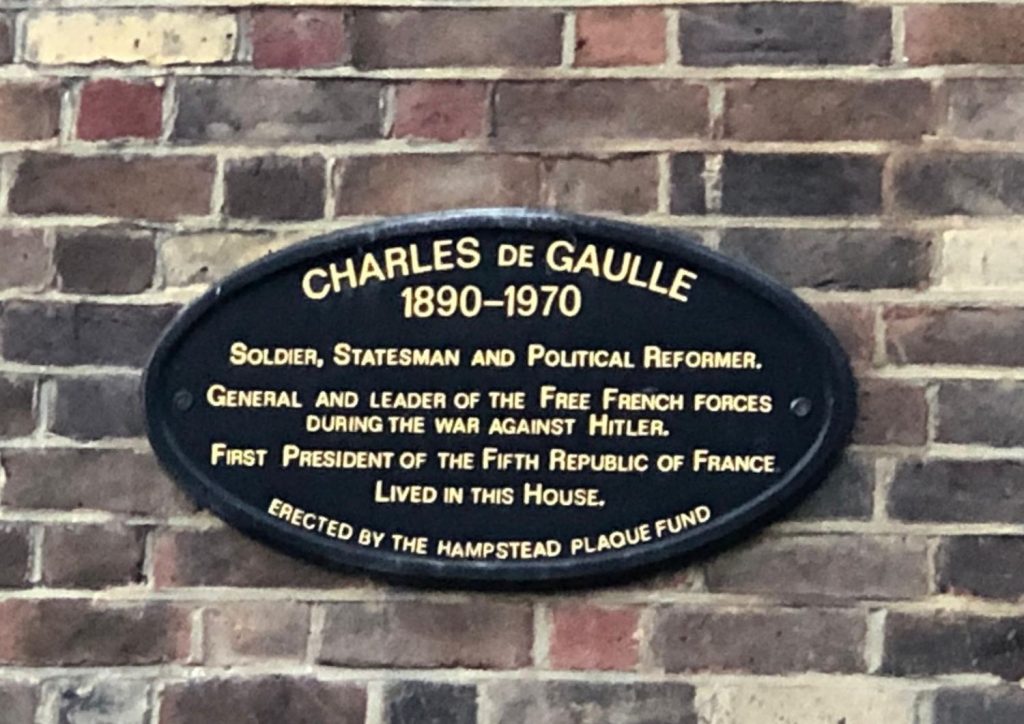 CHARLES DE GAULLE
1890–1970
SOLDIER, STATESMAN AND POLITICAL REFORMER.
GENERAL AND LEADER OF THE FREE FRENCH FORCES
DURING THE WAR AGAINST HITLER.
FIRST PRESIDENT OF THE FIFTH REPUBLIC OF FRANCE
LIVED IN THIS HOUSE.
ERECTED BY THE HAMPSTEAD PLAQUE FUND